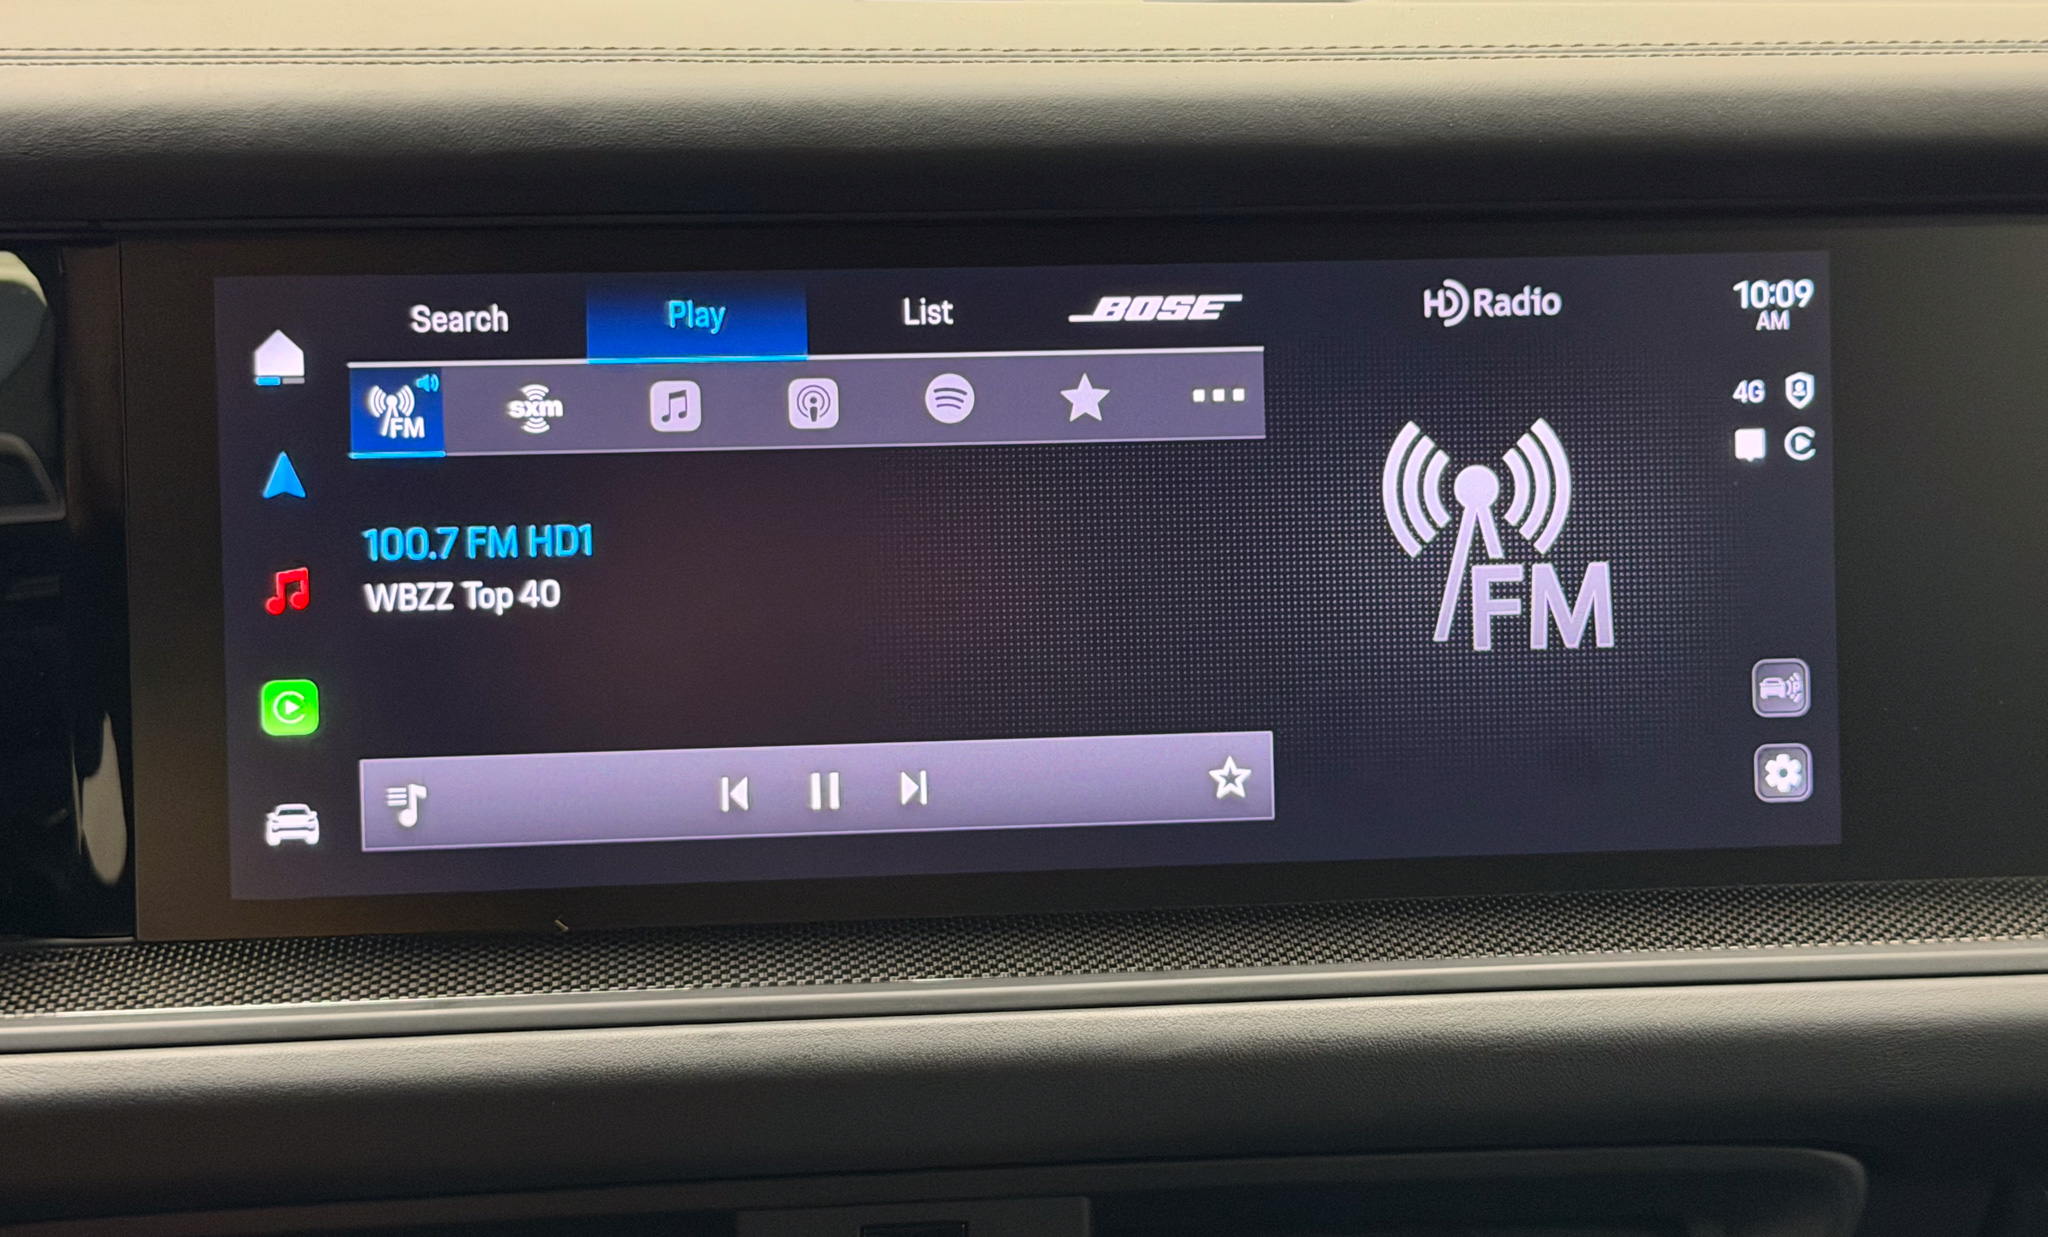 Search Play List BOSE
HD Radio
10:09
AM
FM
sxm
4G
100.7 FM HD1
WBZZ Top 40
FM
P